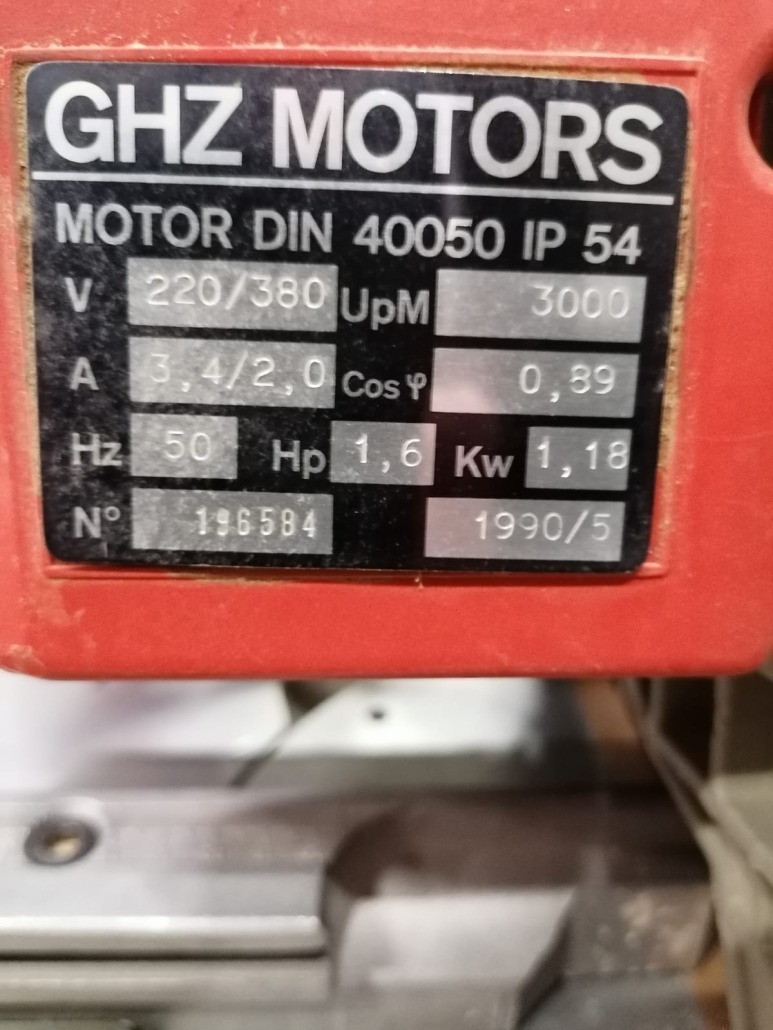 GHZ MOTORS
MOTOR DIN 40050 IP 54
V 220/380 UpM 3000
A 3,4/2,0 Cos φ 0,89
Hz 50 Hp 1,6 Kw 1,18
N° 196584 1990/5